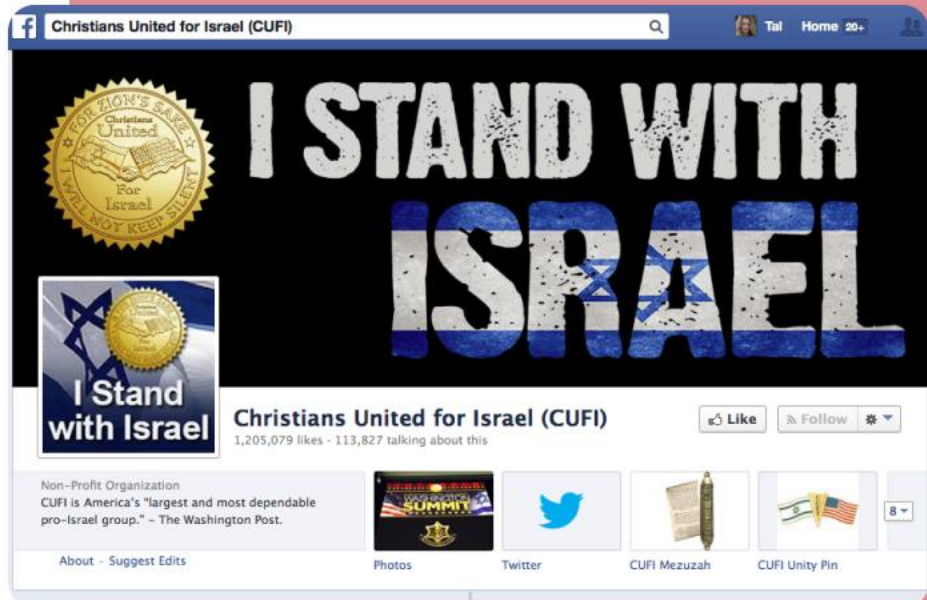 f Christians United for Israel (CUFI) Tal Home 20+
FOR ZION'S SAKE
Christians
United
For
Israel
I WILL NOT KEEP SILENT
I STAND WITH
ISRAEL
United
I Stand
with Israel
Christians United for Israel (CUFI)
1,205,079 likes · 113,827 talking about this
Like
Follow
Non-Profit Organization
CUFI is America's "largest and most dependable
pro-Israel group." – The Washington Post.
About – Suggest Edits
WASHINGTON
SUMMIT
Photos
Twitter
CUFI Mezuzah
CUFI Unity Pin
8